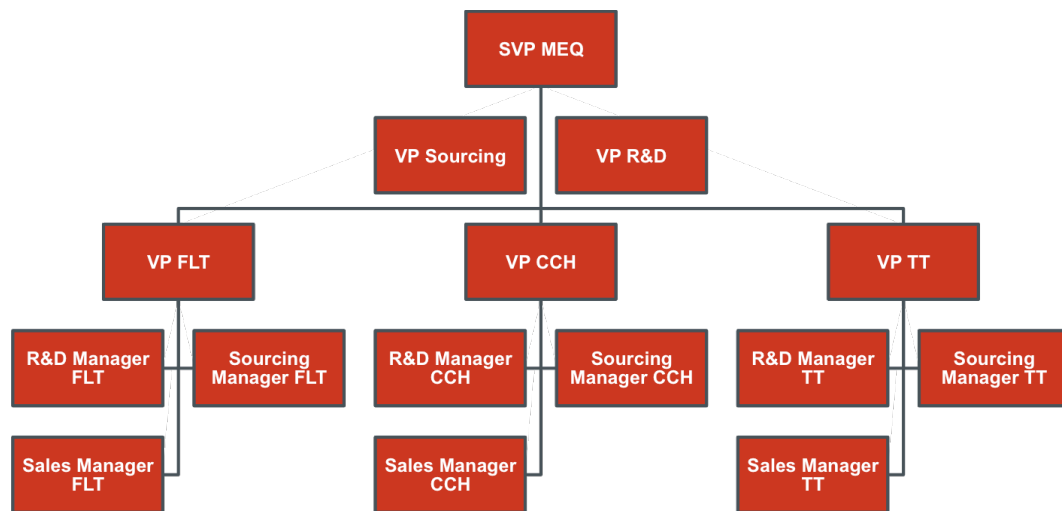 SVP MEQ
VP Sourcing
VP R&D
VP FLT
VP CCH
VP TT
R&D Manager
FLT
Sourcing
Manager FLT
R&D Manager
CCH
Sourcing
Manager CCH
R&D Manager
TT
Sourcing
Manager TT
Sales Manager
FLT
Sales Manager
CCH
Sales Manager
TT